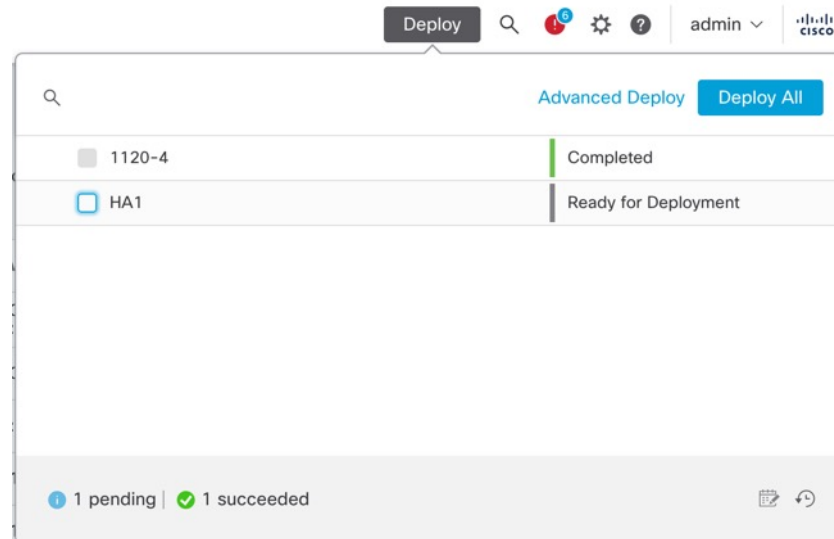 Deploy 6 admin cisco
Advanced Deploy Deploy All
1120-4 Completed
HA1 Ready for Deployment
1 pending 1 succeeded